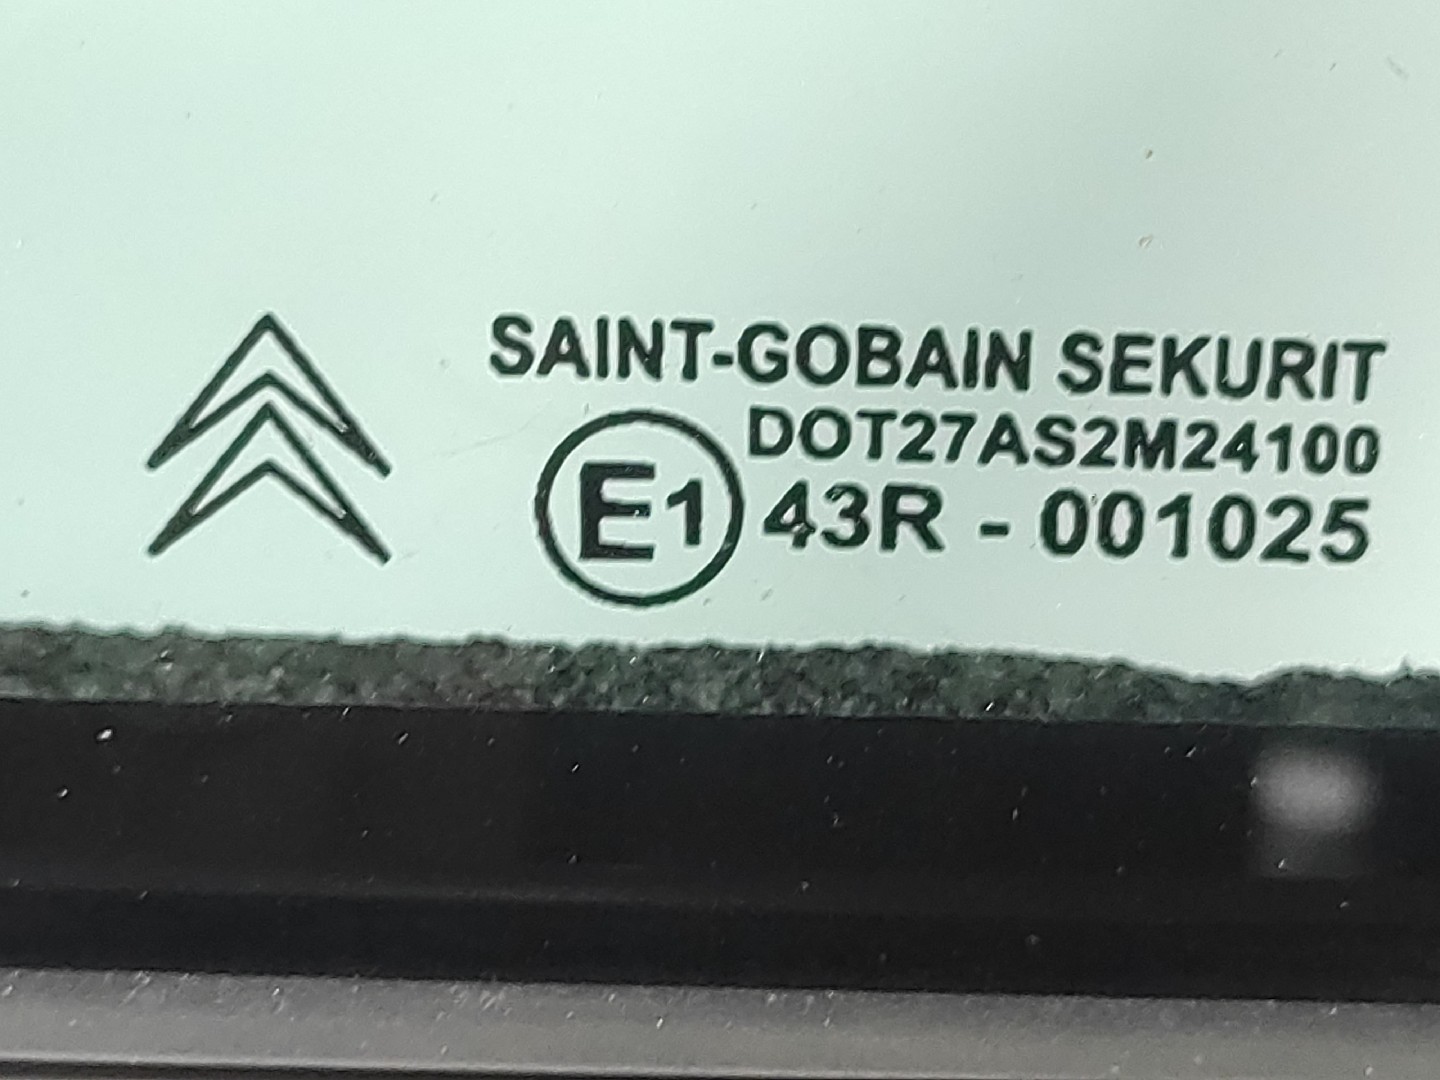 SAINT-GOBAIN SEKURIT
DOT27AS2M24100
E1 43R - 001025